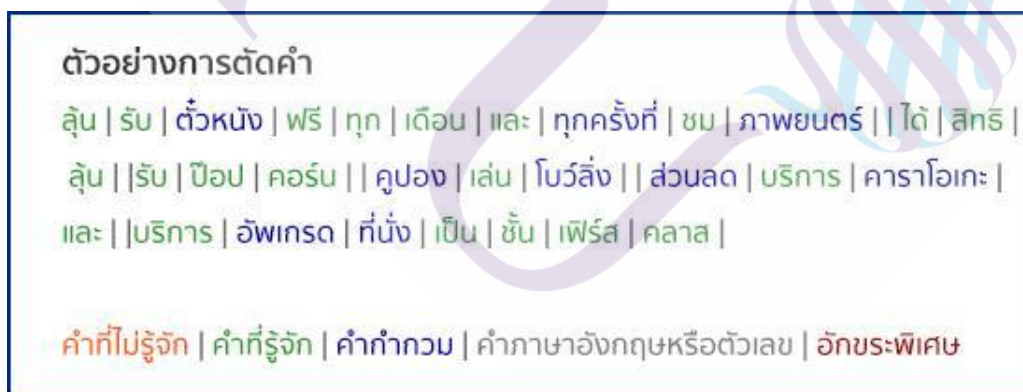 ตัวอย่างการตัดคำ
ลุ้น | รับ | ตั๋วหนัง | ฟรี | ทุก | เดือน | และ | ทุกครั้งที่ | ชม | ภาพยนตร์ | | ได้ | สิทธิ |
ลุ้น | |รับ | ป๊อป | คอร์น | | คูปอง | เล่น | โบว์ลิ่ง | | ส่วนลด | บริการ | คาราโอเกะ |
และ | |บริการ | อัพเกรด | ที่นั่ง | เป็น | ชั้น | เฟิร์ส | คลาส |
คำที่ไม่รู้จัก | คำที่รู้จัก | คำกำกวม | คำภาษาอังกฤษหรือตัวเลข | อักขระพิเศษ